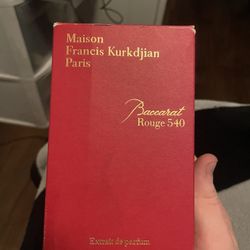 Maison
Francis Kurkdjian
Paris
Baccarat
Rouge 540
Extrait de parfum